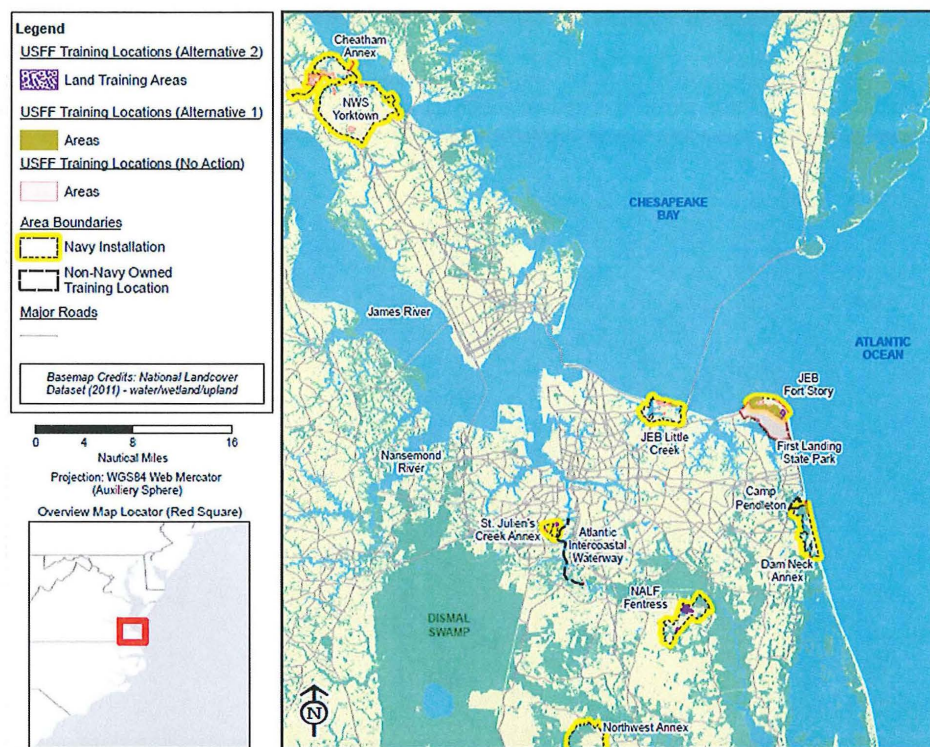 Legend
USFF Training Locations (Alternative 2)
Land Training Areas
USFF Training Locations (Alternative 1)
Areas
USFF Training Locations (No Action)
Areas
Area Boundaries
Navy Installation
Non-Navy Owned
Training Location
Major Roads
Basemap Credits: National Landcover
Dataset (2011) - water/wetland/upland
0 8 16
Nautical Miles
Projection: WGS84 Web Mercator
(Auxiliary Sphere)
Overview Map Locator (Red Square)
Cheatham
Annex
NWS
Yorktown
CHESAPEAKE
BAY
James River
ATLANTIC
OCEAN
JEB
Fort Story
JEB Little
Creek
First Landing
State Park
Nansemond
River
Camp
Pendleton
St. Julien's
Creek Annex
Atlantic
Intercoastal
Waterway
Dam Neck
Annex
NALF
Fentress
DISMAL
SWAMP
Northwest Annex
N